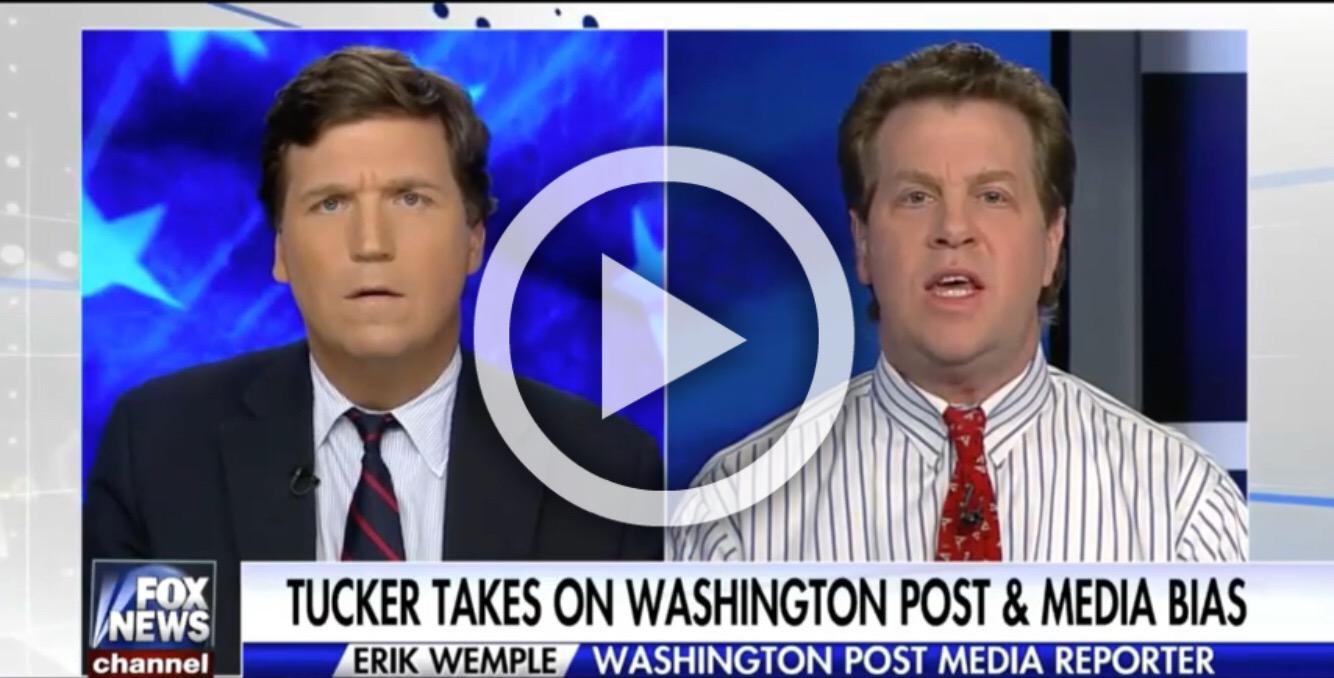 TUCKER TAKES ON WASHINGTON POST & MEDIA BIAS
FOX
NEWS
channel
ERIK WEMPLE WASHINGTON POST MEDIA REPORTER